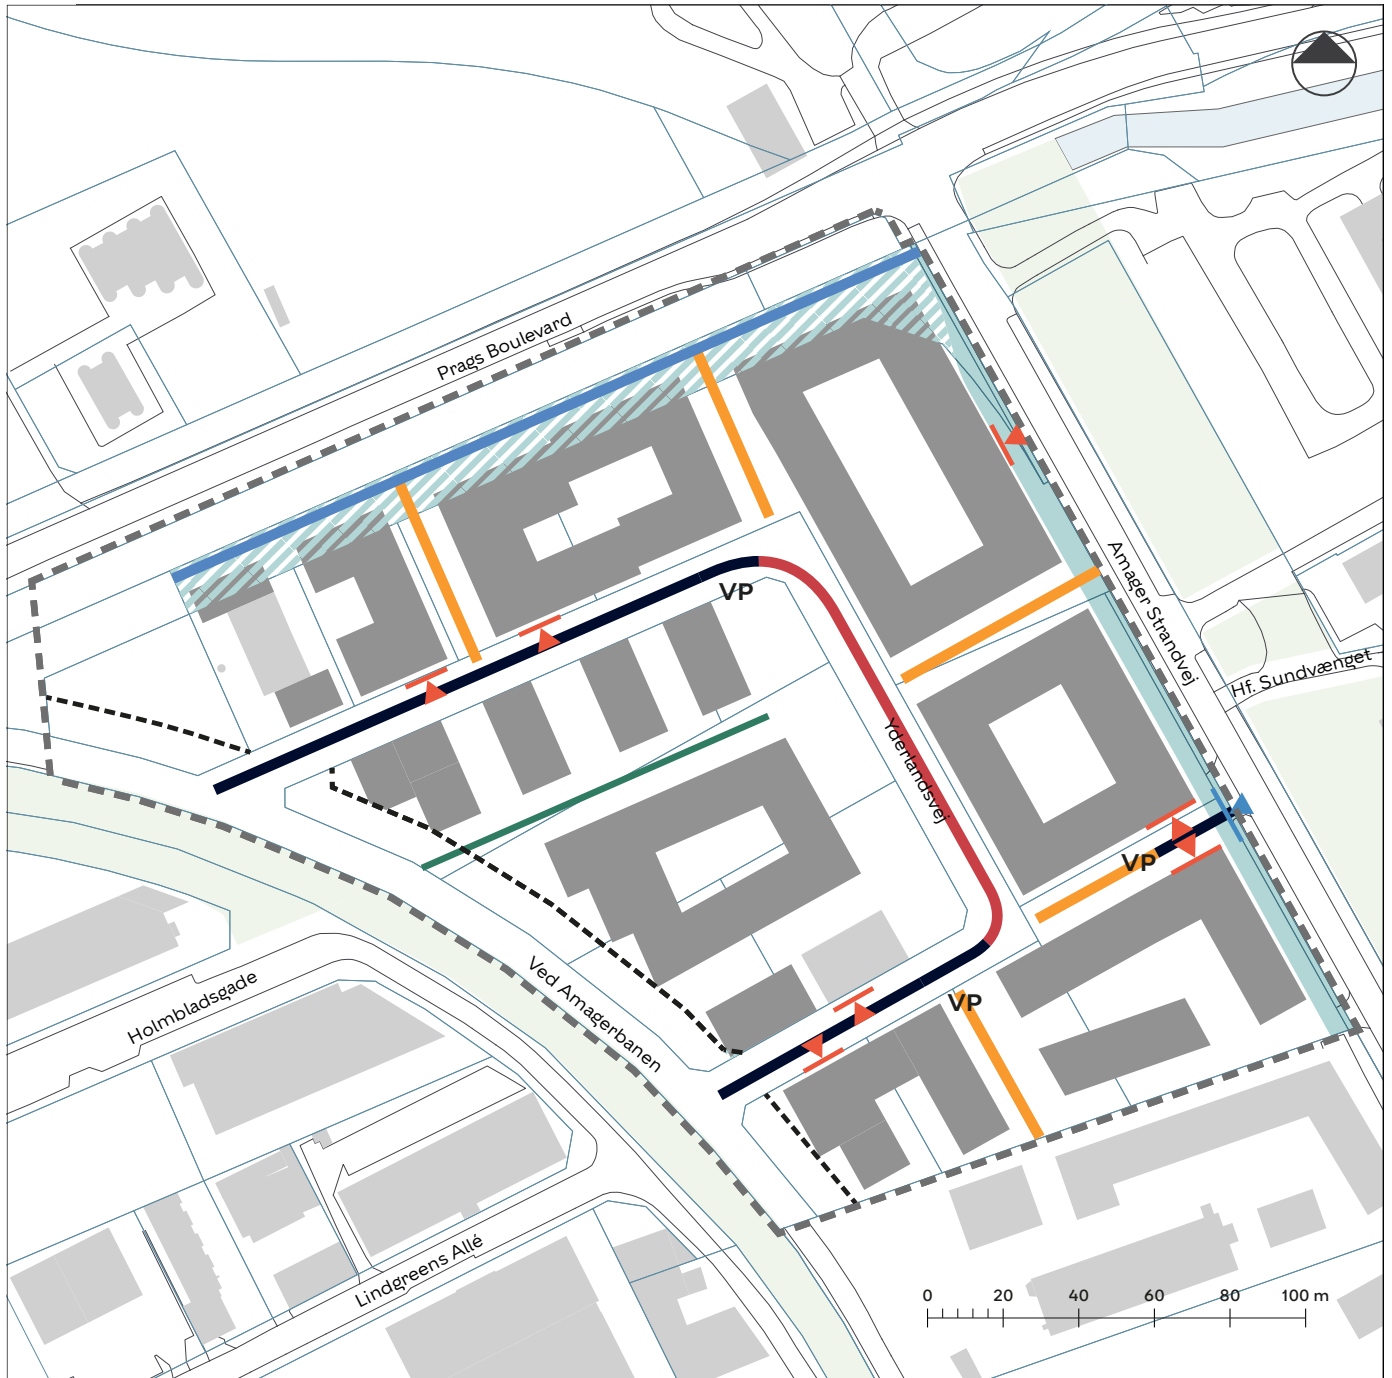 Prags Boulevard
Amager Strandvej
VP
Hf. Sundvænget
Yderlandsvej
VP
VP
Ved Amagerbanen
Holmbladsgade
Lindgreens Allé
0 20 40 60 80 100 m